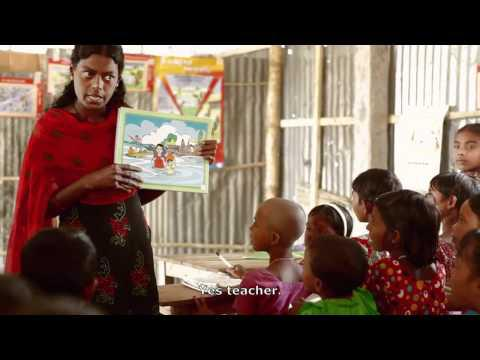 Yes teacher.